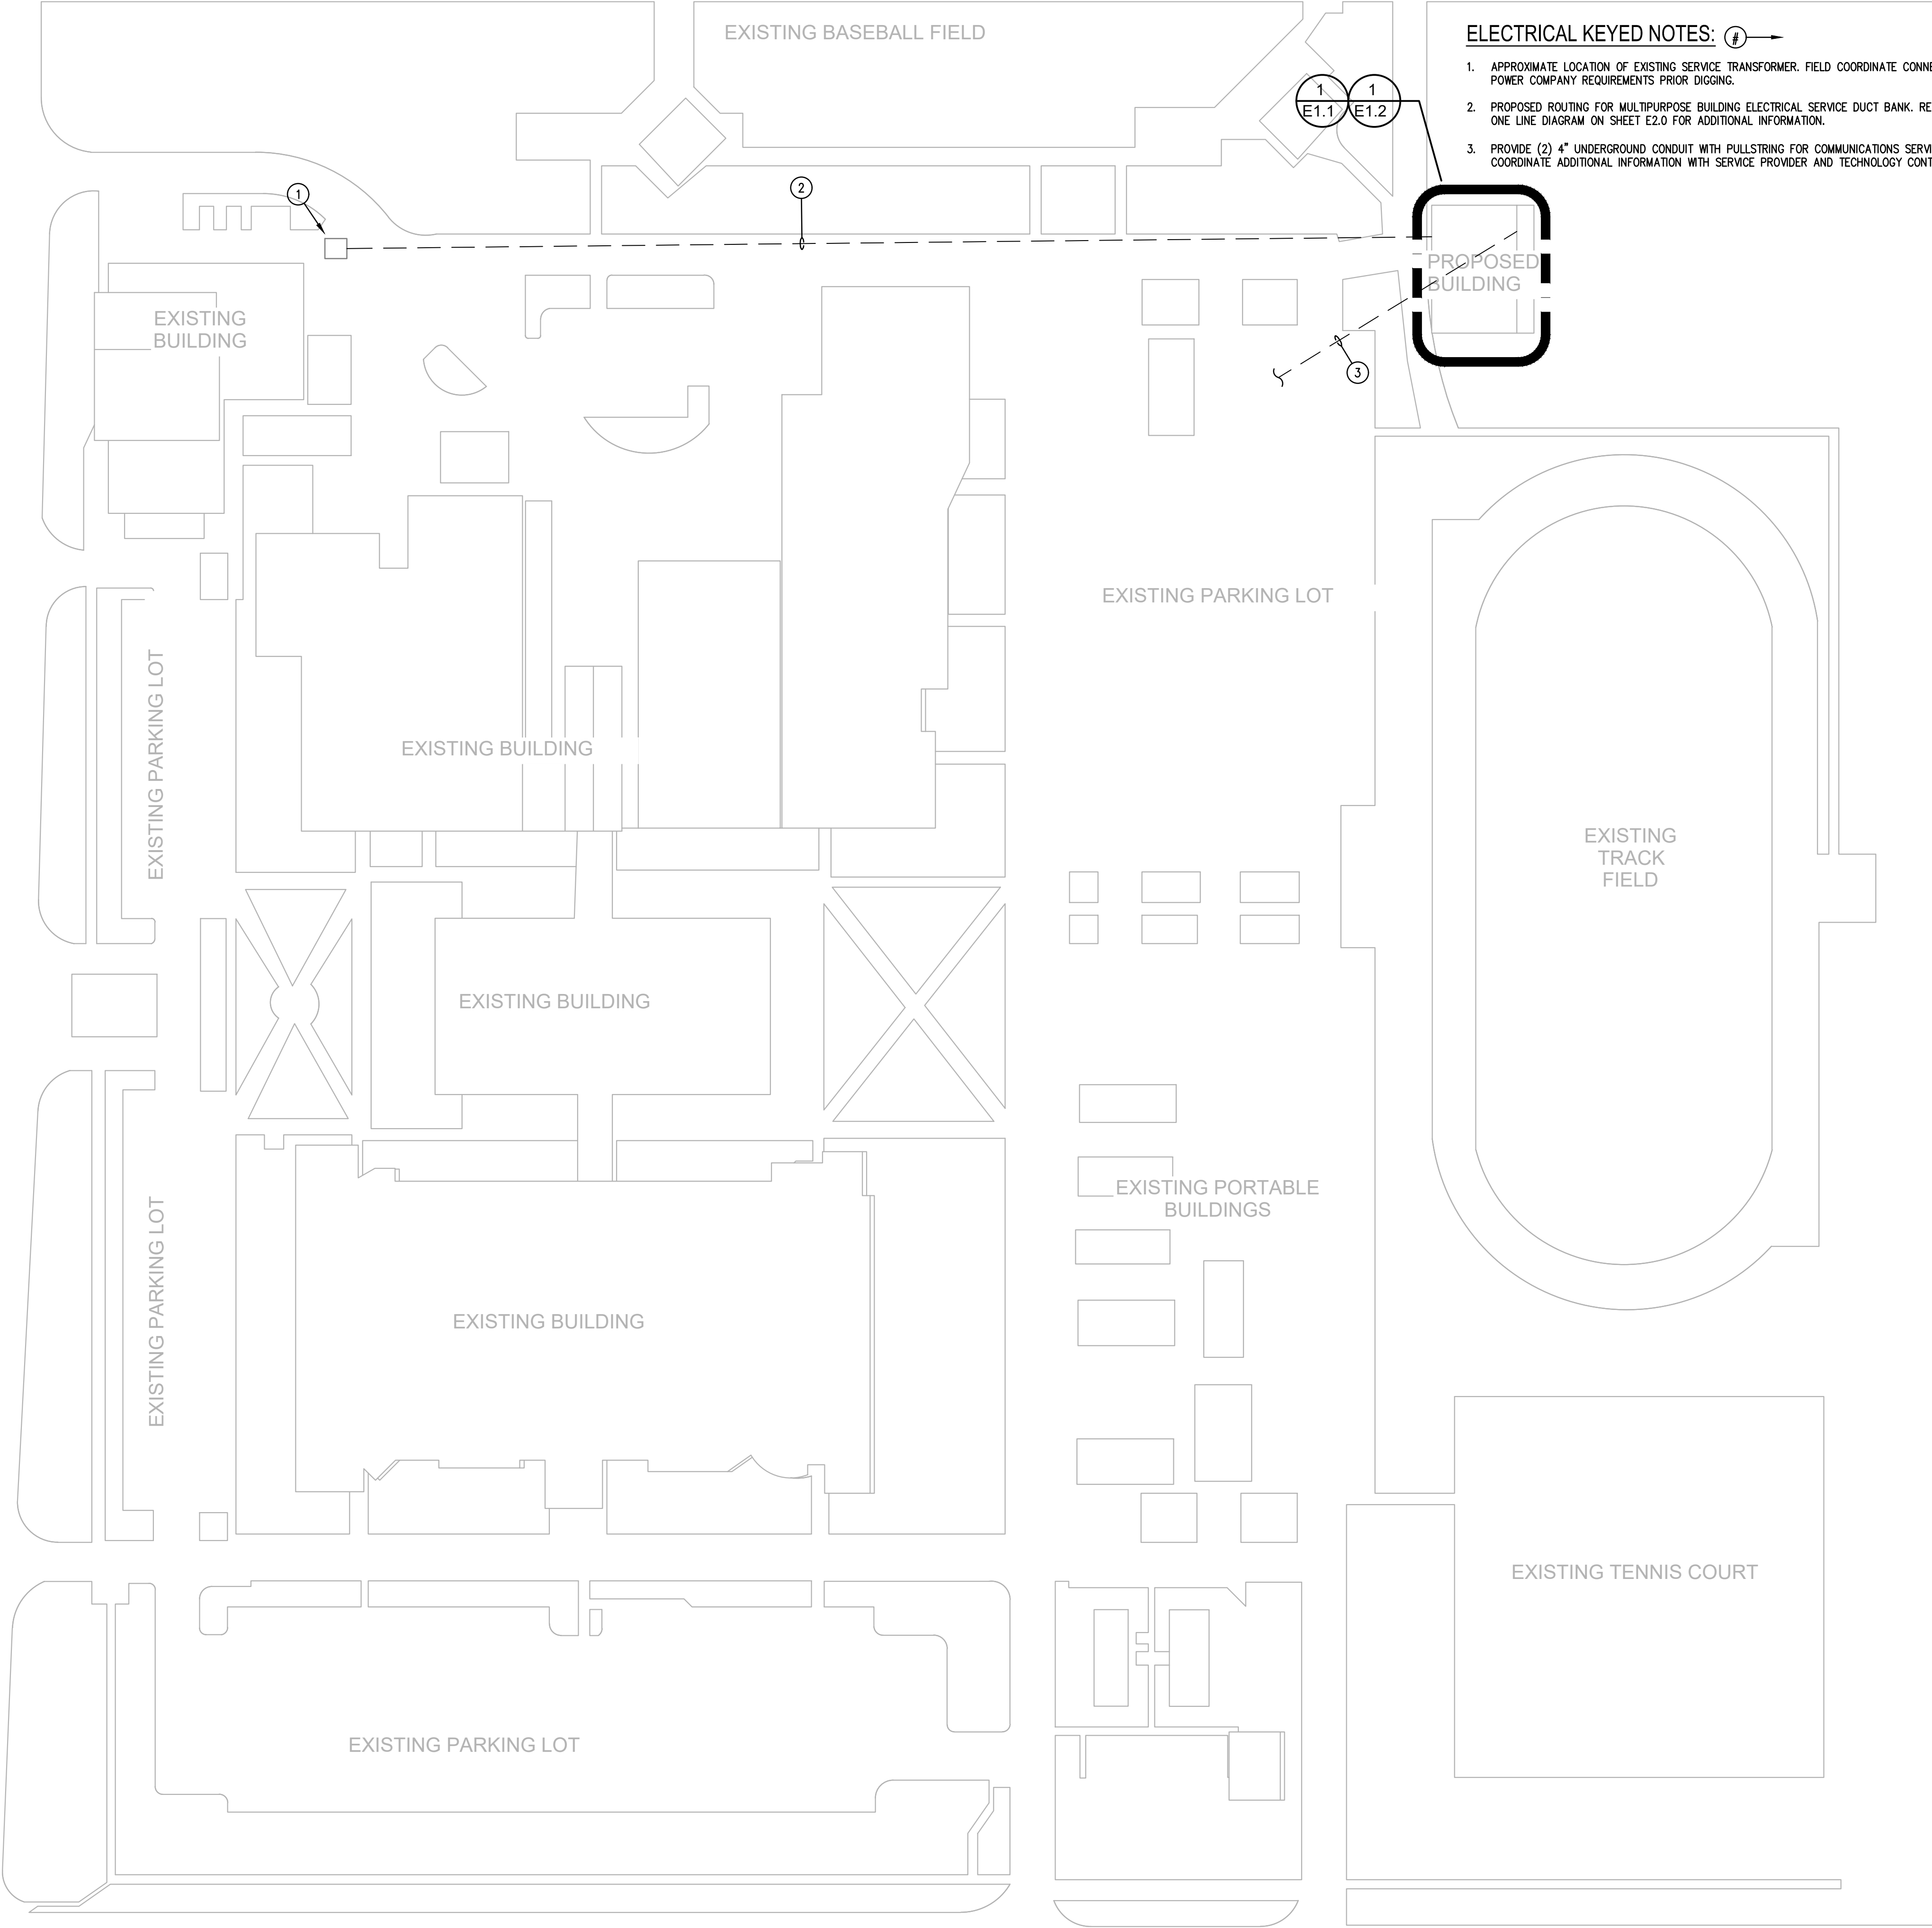 EXISTING BASEBALL FIELD
ELECTRICAL KEYED NOTES: #
1. APPROXIMATE LOCATION OF EXISTING SERVICE TRANSFORMER. FIELD COORDINATE
POWER COMPANY REQUIREMENTS PRIOR DIGGING.
2. PROPOSED ROUTING FOR MULTIPURPOSE BUILDING ELECTRICAL SERVICE DUCT BANK.
ONE LINE DIAGRAM ON SHEET E2.0 FOR ADDITIONAL INFORMATION.
3. PROVIDE (2) 4" UNDERGROUND CONDUIT WITH PULLSTRING FOR COMMUNICATIONS
COORDINATE ADDITIONAL INFORMATION WITH SERVICE PROVIDER AND TECHNOLOGY
1
E1.1
1
E1.2
1
2
PROPOSED
BUILDING
3
EXISTING
BUILDING
EXISTING PARKING LOT
EXISTING PARKING LOT
EXISTING BUILDING
EXISTING
TRACK
FIELD
EXISTING BUILDING
EXISTING PORTABLE
BUILDINGS
EXISTING PARKING LOT
EXISTING BUILDING
EXISTING TENNIS COURT
EXISTING PARKING LOT